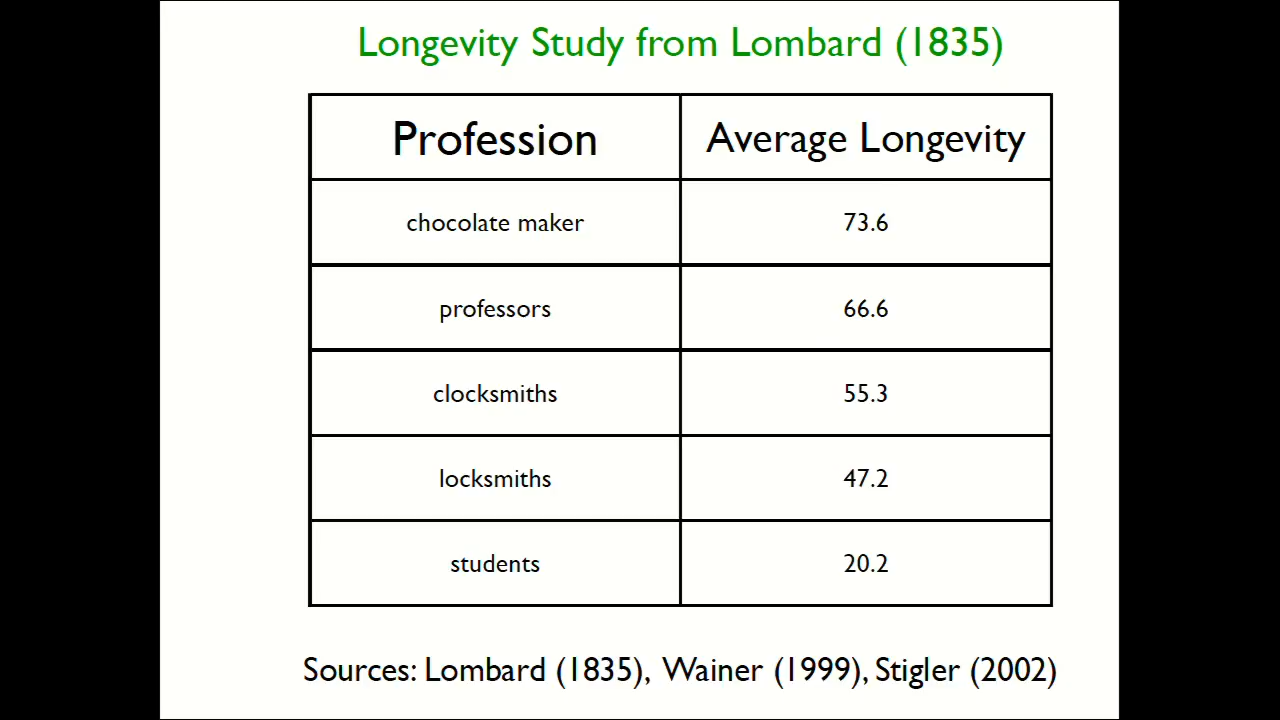 Longevity Study from Lombard (1835)
Profession Average Longevity
chocolate maker 73.6
professors 66.6
clocksmiths 55.3
locksmiths 47.2
students 20.2
Sources: Lombard (1835), Wainer (1999), Stigler (2002)